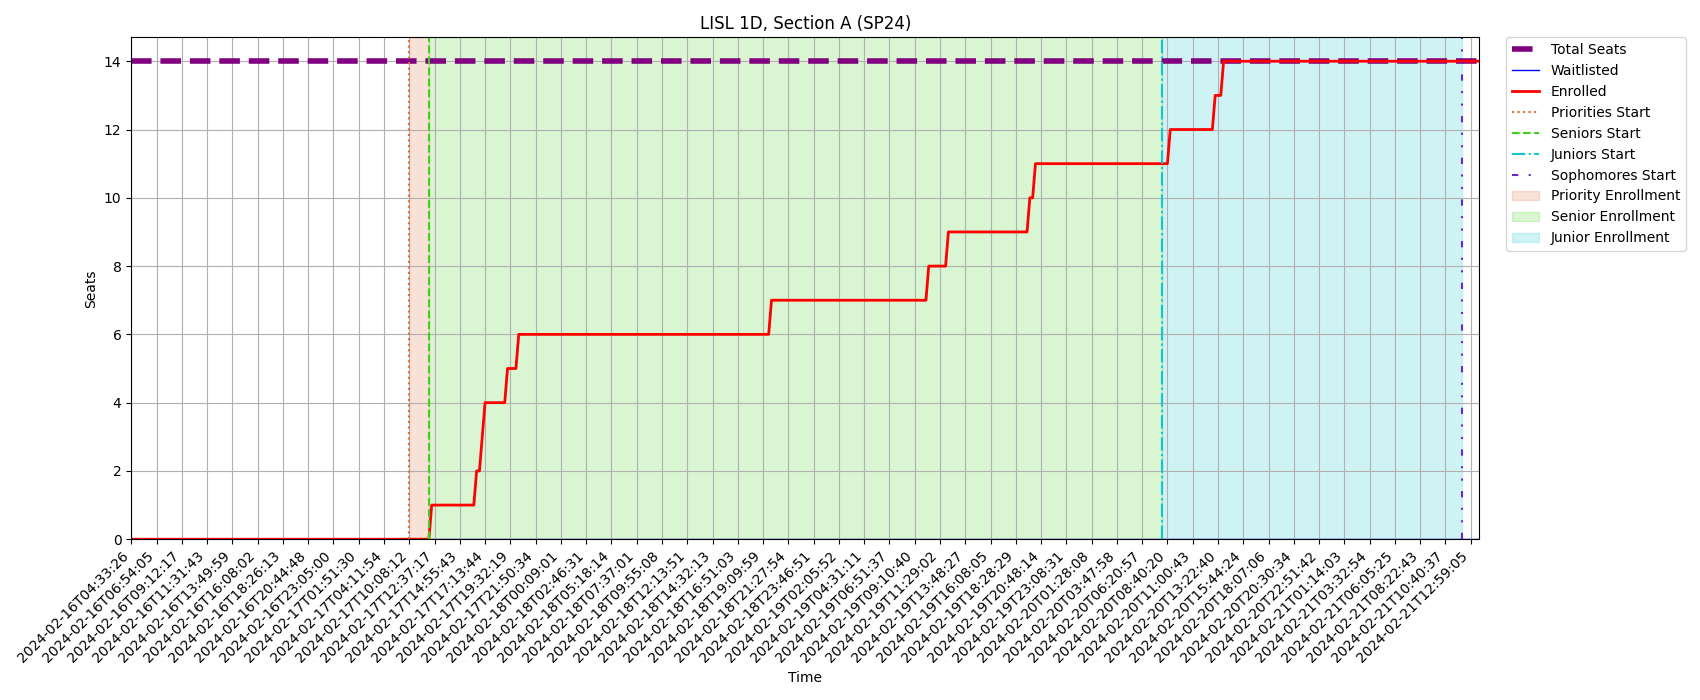 LISL 1D, Section A (SP24)
Total Seats
Waitlisted
Enrolled
Priorities Start
Seniors Start
Juniors Start
Sophomores Start
Priority Enrollment
Senior Enrollment
Junior Enrollment
Seats
14
12
10
8
6
4
2
0
2024-02-16T04:33:26
2024-02-16T06:54:05
2024-02-16T09:12:17
2024-02-16T11:31:43
2024-02-16T13:49:59
2024-02-16T16:08:02
2024-02-16T18:26:13
2024-02-16T20:44:48
2024-02-16T23:05:00
2024-02-17T01:51:30
2024-02-17T04:11:54
2024-02-17T10:08:12
2024-02-17T12:37:17
2024-02-17T14:55:43
2024-02-17T17:13:44
2024-02-17T19:32:19
2024-02-17T21:50:34
2024-02-18T00:09:01
2024-02-18T02:46:31
2024-02-18T05:18:14
2024-02-18T07:37:01
2024-02-18T09:55:08
2024-02-18T12:13:51
2024-02-18T14:32:13
2024-02-18T16:51:03
2024-02-18T19:09:59
2024-02-18T21:27:54
2024-02-18T23:46:51
2024-02-19T02:05:52
2024-02-19T04:31:11
2024-02-19T06:51:37
2024-02-19T09:10:40
2024-02-19T11:29:02
2024-02-19T13:48:27
2024-02-19T16:08:05
2024-02-19T18:28:29
2024-02-19T20:48:14
2024-02-19T23:08:31
2024-02-20T01:28:08
2024-02-20T03:47:58
2024-02-20T06:20:57
2024-02-20T08:40:20
2024-02-20T11:00:43
2024-02-20T13:22:40
2024-02-20T15:44:24
2024-02-20T18:07:06
2024-02-20T20:30:34
2024-02-20T22:51:42
2024-02-21T01:14:03
2024-02-21T03:32:54
2024-02-21T06:05:25
2024-02-21T08:22:43
2024-02-21T10:40:37
2024-02-21T12:59:05
Time